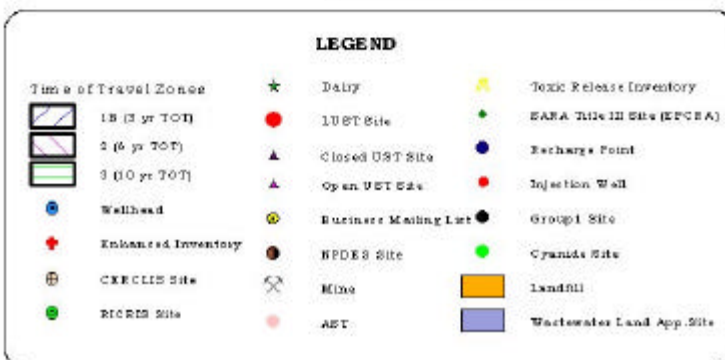 LEGEND
Time of Travel Zones
1B (3 yr TOT)
2 (6 yr TOT)
3 (10 yr TOT)
Wellhead
Enhanced Inventory
CERCLIS Site
RICRIS Site
Dairy
LUST Site
Closed UST Site
Open UST Site
Business Mailing List
NPDES Site
Mine
AST
Toxic Release Inventory
SARA Title III Site (EPCRA)
Recharge Point
Injection Well
Group1 Site
Cyanide Site
Landfill
Wastewater Land App. Site